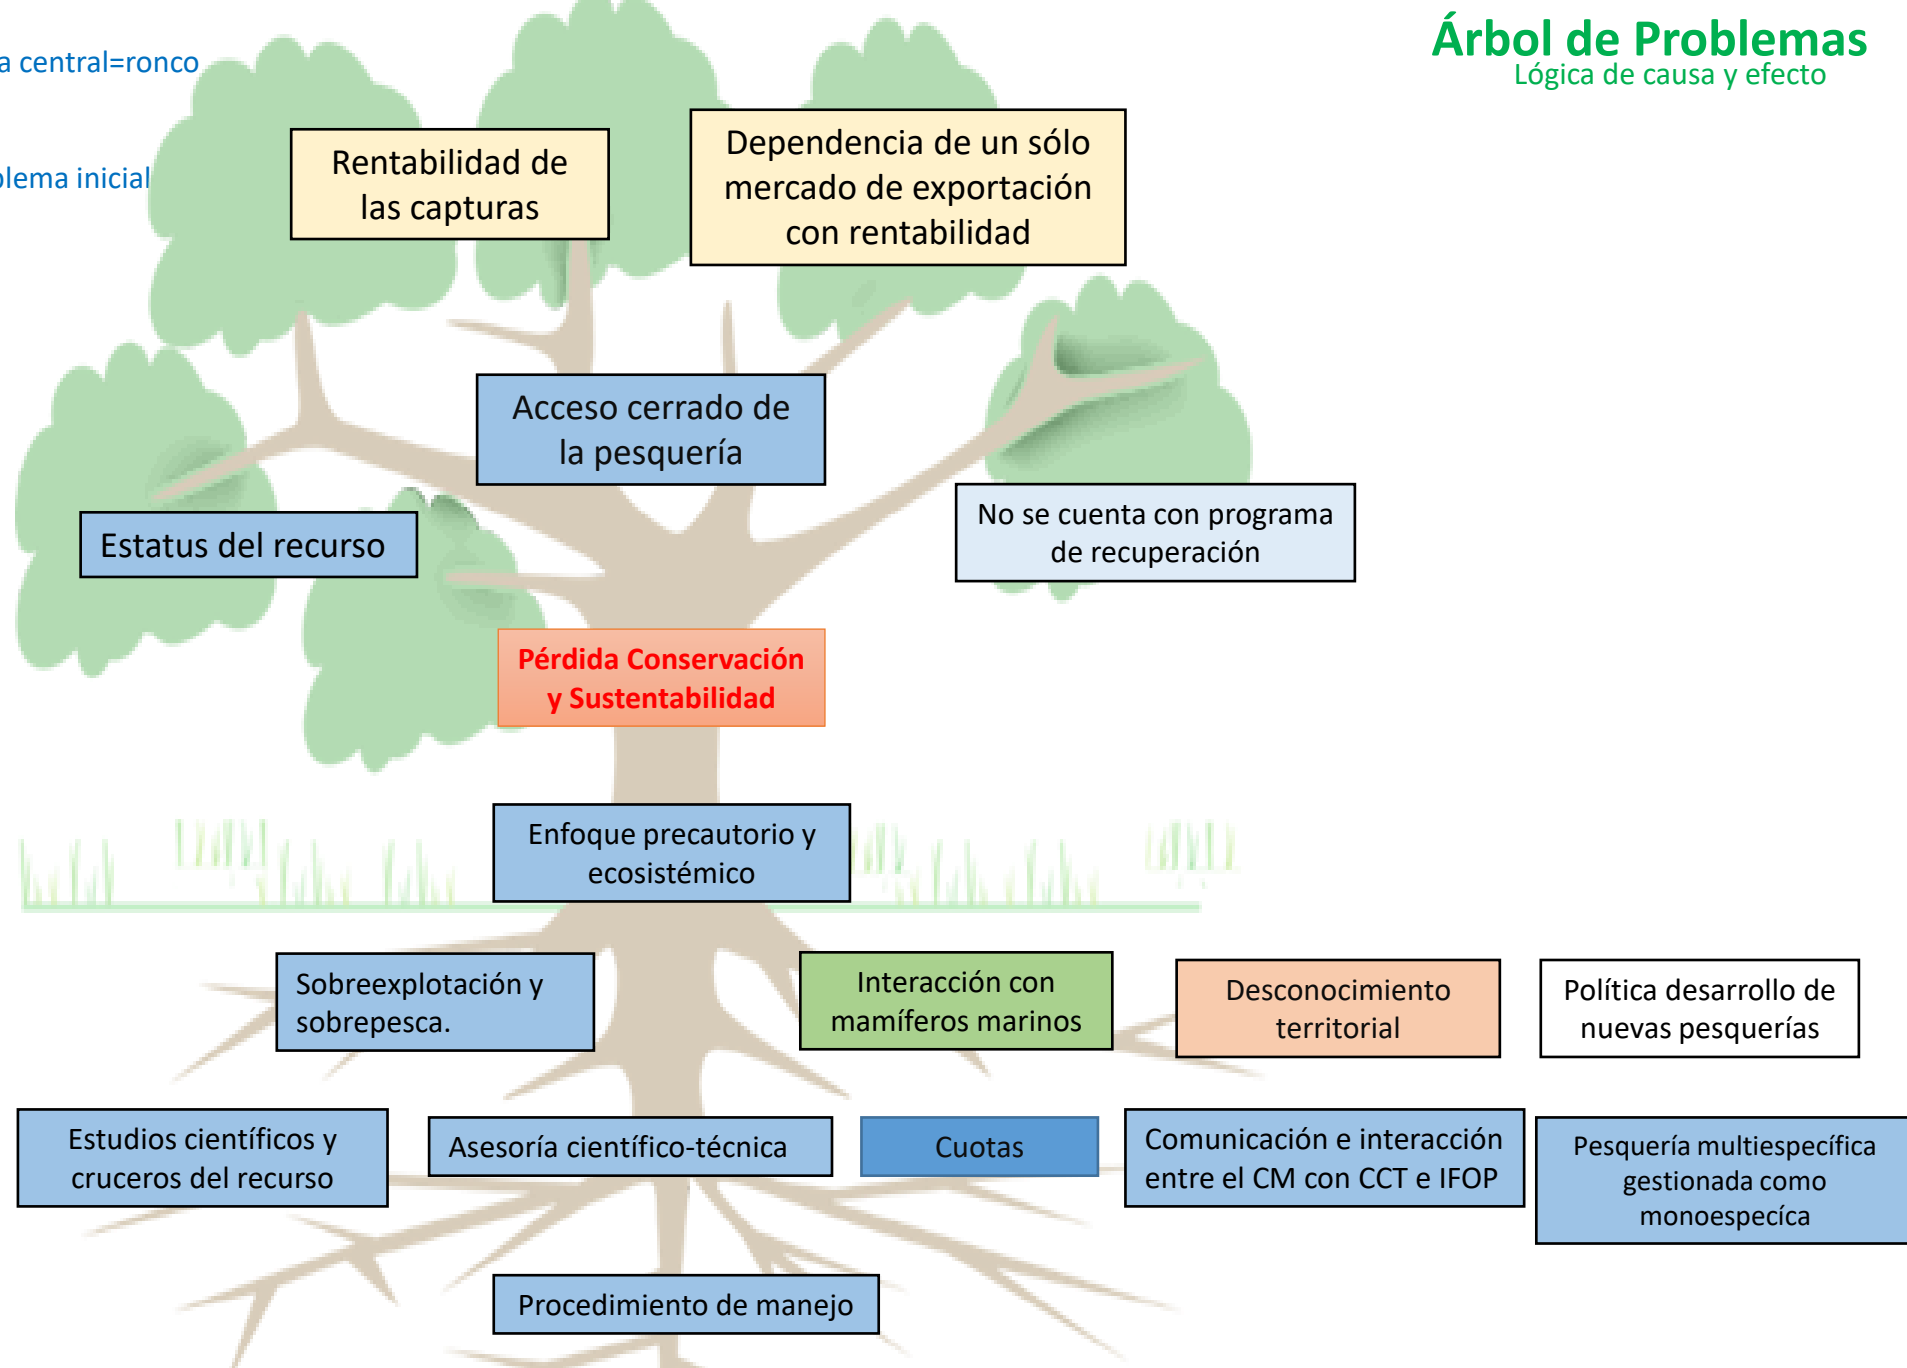 Árbol de Problemas
Lógica de causa y efecto
central=ronco
inicial
Rentabilidad de
las capturas
Dependencia de un sólo
mercado de exportación
con rentabilidad
Acceso cerrado de
la pesquería
Estatus del recurso
No se cuenta con programa
de recuperación
Pérdida Conservación
y Sustentabilidad
Enfoque precautorio y
ecosistémico
Sobreexplotación y
sobrepesca.
Interacción con
mamíferos marinos
Desconocimiento
territorial
Política desarrollo de
nuevas pesquerías
Estudios científicos y
cruceros del recurso
Asesoría científico-técnica
Cuotas
Comunicación e interacción
entre el CM con CCT e IFOP
Pesquería multiespecífica
gestionada como
monoespecíca
Procedimiento de manejo